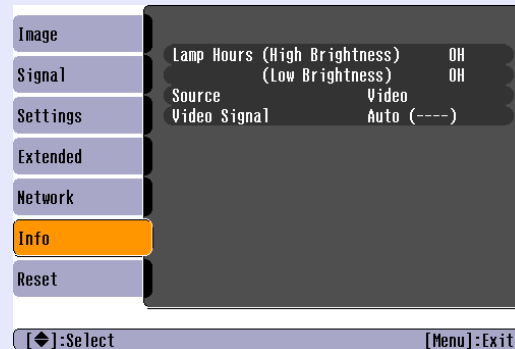 Image
Signal
Settings
Extended
Network
Info
Reset
Lamp Hours (High Brightness) 0H
(Low Brightness) 0H
Source Video
Video Signal Auto (----)
[◆]:Select [Menu]:Exit